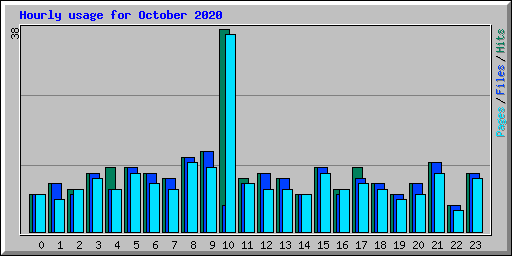 Hourly usage for October 2020
38
Pages / Files / Hits
0 1 2 3 4 5 6 7 8 9 10 11 12 13 14 15 16 17 18 19 20 21 22 23